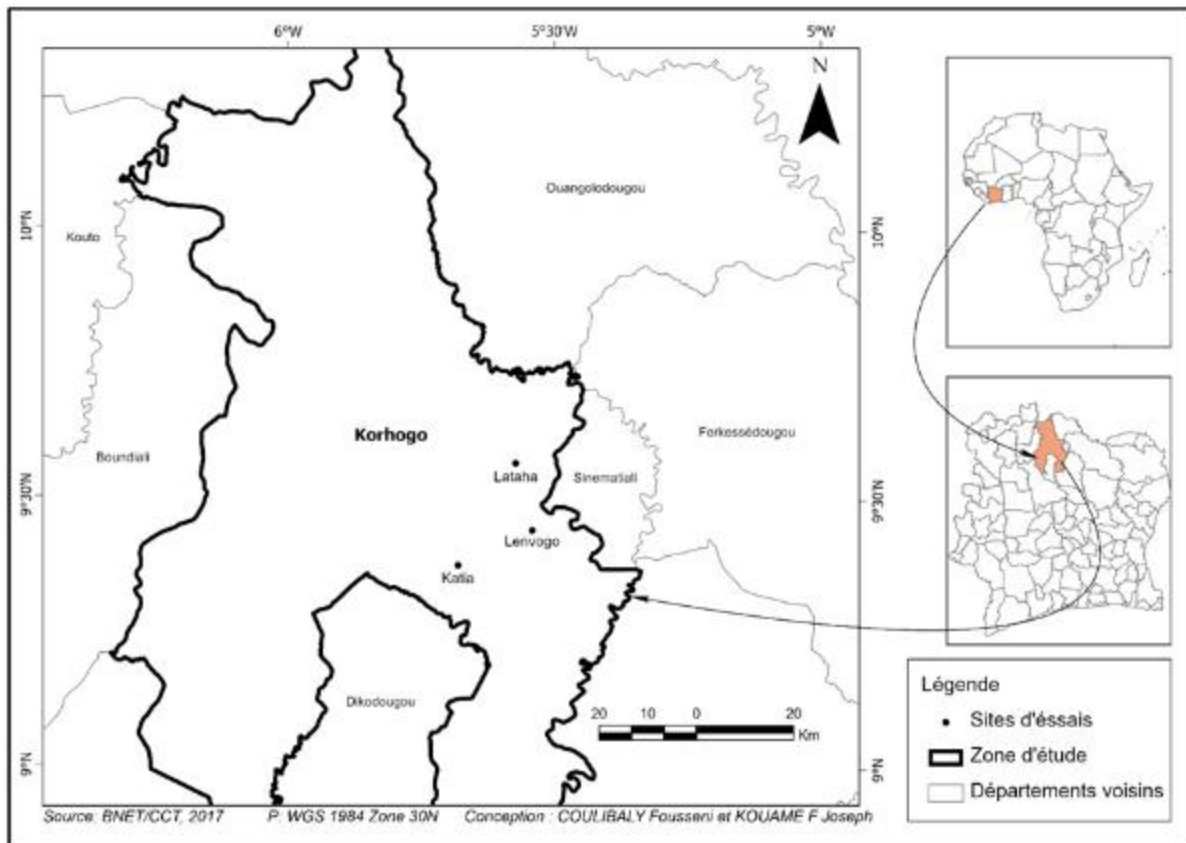 6°W 5°30'W 5°W
N
10°N
10°N
Ouangolodougou
Kouto
Korhogo
Ferkessédougou
Boundiali
Lataha
Sinematiali
9°30'N
9°30'N
Lenvogo
Katia
Dikodougou
20 10 0 20
Km
9°N
9°N
Légende
Sites d'éssais
Zone d'étude
Départements voisins
Source: BNET/CCT, 2017 P: WGS 1984 Zone 30N Conception : COULIBALY Fousseni et KOUAME F Joseph